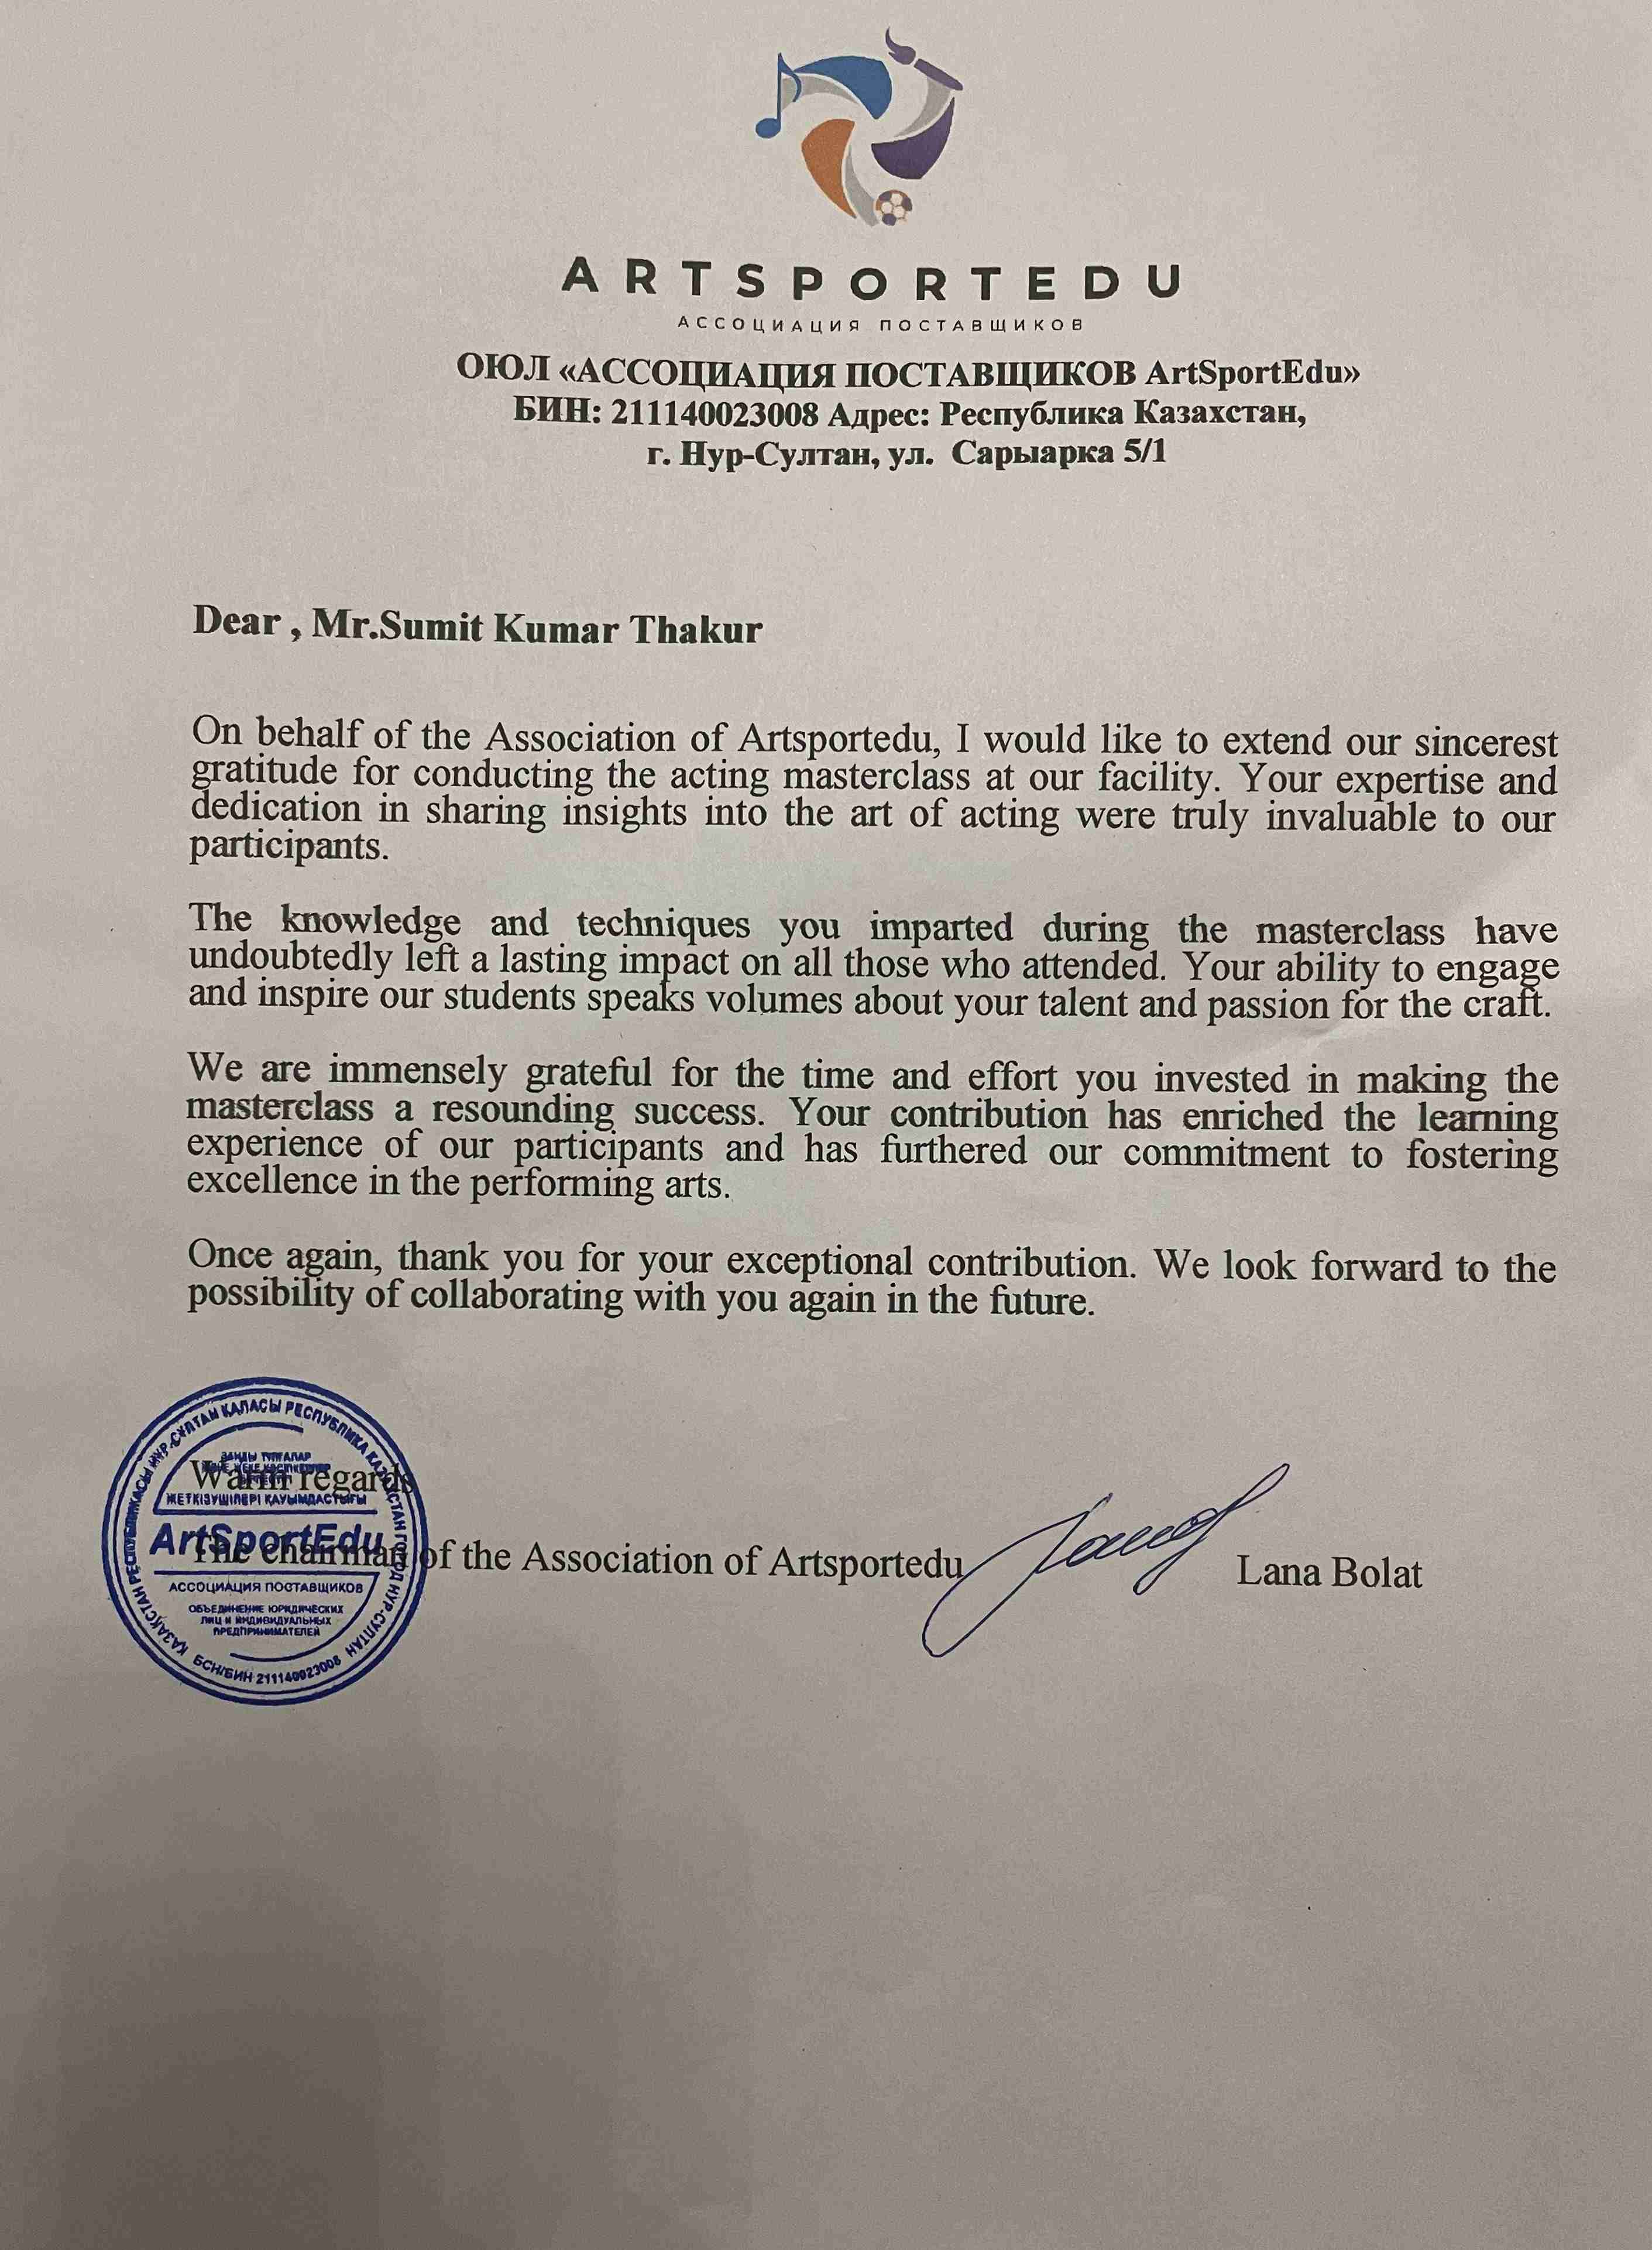 ARTSPORTEDU
АССОЦИАЦИЯ ПОСТАВЩИКОВ
ОЮЛ «АССОЦИАЦИЯ ПОСТАВЩИКОВ ArtSportEdu»
БИН: 211140023008 Адрес: Республика Казахстан,
г. Нур-Султан, ул. Сарыарка 5/1
Dear , Mr.Sumit Kumar Thakur
On behalf of the Association of Artsportedu, I would like to extend our sincerest
gratitude for conducting the acting masterclass at our facility. Your expertise and
dedication in sharing insights into the art of acting were truly invaluable to our
participants.
The knowledge and techniques you imparted during the masterclass have
undoubtedly left a lasting impact on all those who attended. Your ability to engage
and inspire our students speaks volumes about your talent and passion for the craft.
We are immensely grateful for the time and effort you invested in making the
masterclass a resounding success. Your contribution has enriched the learning
experience of our participants and has furthered our commitment to fostering
excellence in the performing arts.
Once again, thank you for your exceptional contribution. We look forward to the
possibility of collaborating with you again in the future.
Warm regards
The chairman of the Association of Artsportedu Lana Bolat
ҚАЗАҚСТАН РЕСПУБЛИКАСЫ НҰР-СҰЛТАН ҚАЛАСЫ РЕСПУБЛИКА КАЗАХСТАН ГОРОД НУР-СУЛТАН
ЖЕТКІЗУШІЛЕРІ ҚАУЫМДАСТЫҒЫ
ArtSportEdu
АССОЦИАЦИЯ ПОСТАВЩИКОВ
ОБЪЕДИНЕНИЕ ЮРИДИЧЕСКИХ
ЛИЦ И ИНДИВИДУАЛЬНЫХ
ПРЕДПРИНИМАТЕЛЕЙ
БСН/БИН 211140023008